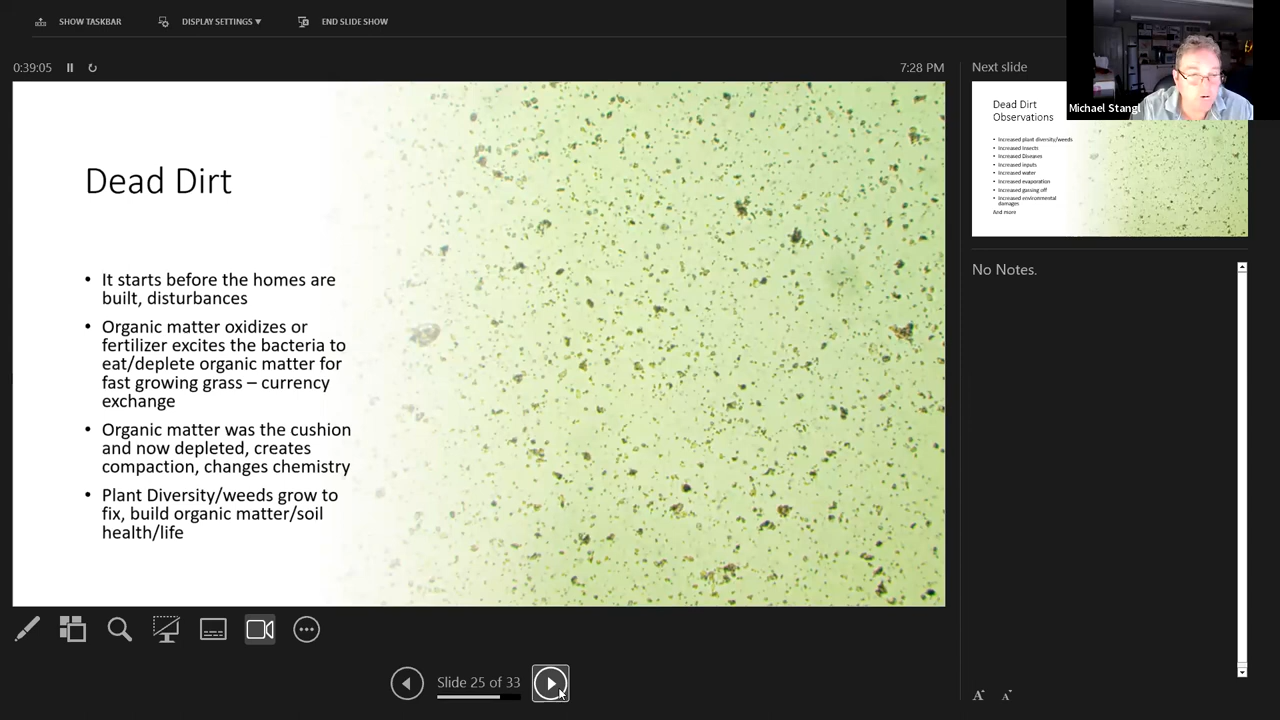 SHOW TASKBAR
DISPLAY SETTINGS ▾
END SLIDE SHOW
0:39:05
7:28 PM
Next slide
Michael Stangl
Dead Dirt
• It starts before the homes are
built, disturbances
• Organic matter oxidizes or
fertilizer excites the bacteria to
eat/deplete organic matter for
fast growing grass – currency
exchange
• Organic matter was the cushion
and now depleted, creates
compaction, changes chemistry
• Plant Diversity/weeds grow to
fix, build organic matter/soil
health/life
Dead Dirt
Observations
• Increased plant diversity/weeds
• Increased Insects
• Increased Diseases
• Increased inputs
• Increased water
• Increased evaporation
• Increased gassing off
• Increased environmental
damages
And more
No Notes.
Slide 25 of 33
A
A